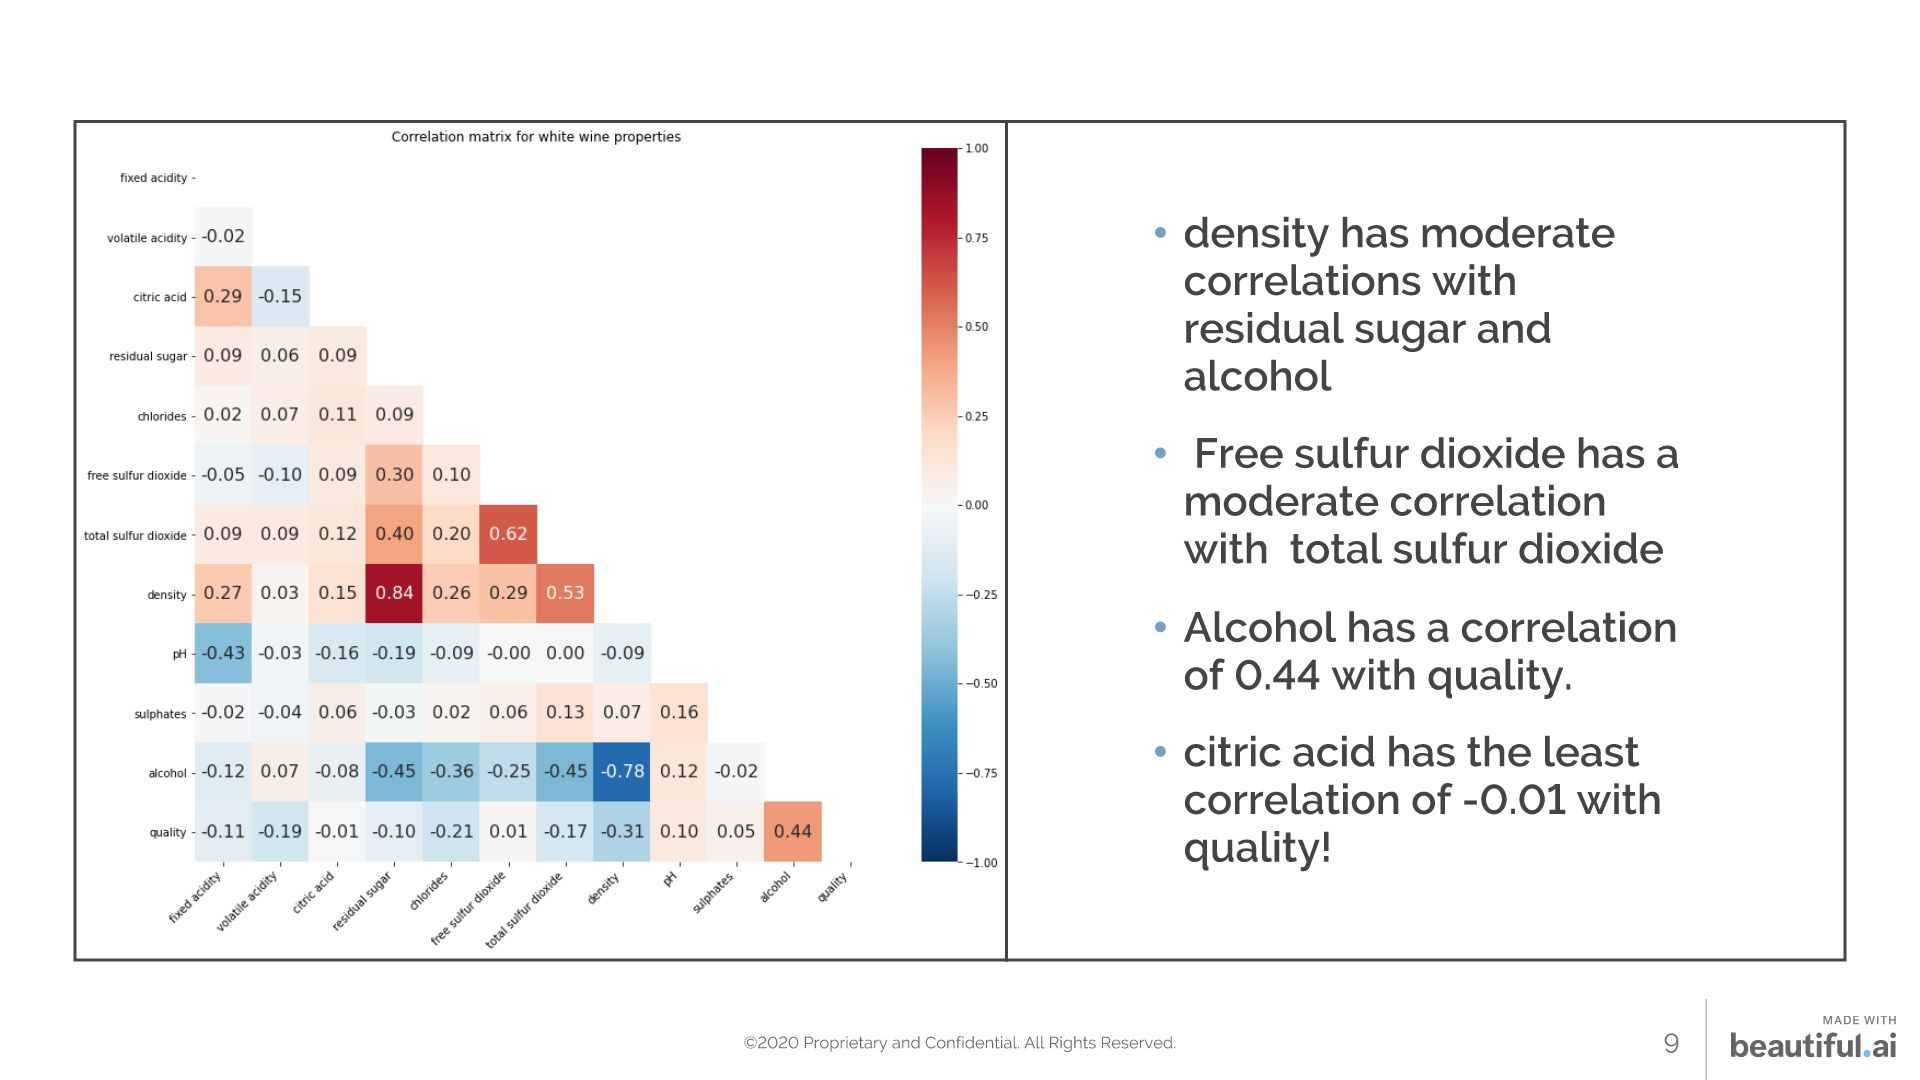 Correlation matrix for white wine properties
fixed acidity
volatile acidity -0.02
citric acid 0.29 -0.15
residual sugar 0.09 0.06 0.09
chlorides 0.02 0.07 0.11 0.09
free sulfur dioxide -0.05 -0.10 0.09 0.30 0.10
total sulfur dioxide 0.09 0.09 0.12 0.40 0.20 0.62
density 0.27 0.03 0.15 0.84 0.26 0.29 0.53
pH -0.43 -0.03 -0.16 -0.19 -0.09 -0.00 0.00 -0.09
sulphates -0.02 -0.04 0.06 -0.03 0.02 0.06 0.13 0.07 0.16
alcohol -0.12 0.07 -0.08 -0.45 -0.36 -0.25 -0.45 -0.78 0.12 -0.02
quality -0.11 -0.19 -0.01 -0.10 -0.21 0.01 -0.17 -0.31 0.10 0.05 0.44
fixed acidity
volatile acidity
citric acid
residual sugar
chlorides
free sulfur dioxide
total sulfur dioxide
density
pH
sulphates
alcohol
quality
1.00
0.75
0.50
0.25
0.00
−0.25
−0.50
−0.75
−1.00
• density has moderate
correlations with
residual sugar and
alcohol
• Free sulfur dioxide has a
moderate correlation
with total sulfur dioxide
• Alcohol has a correlation
of 0.44 with quality.
• citric acid has the least
correlation of -0.01 with
quality!
©2020 Proprietary and Confidential. All Rights Reserved.
9
MADE WITH
beautiful.ai